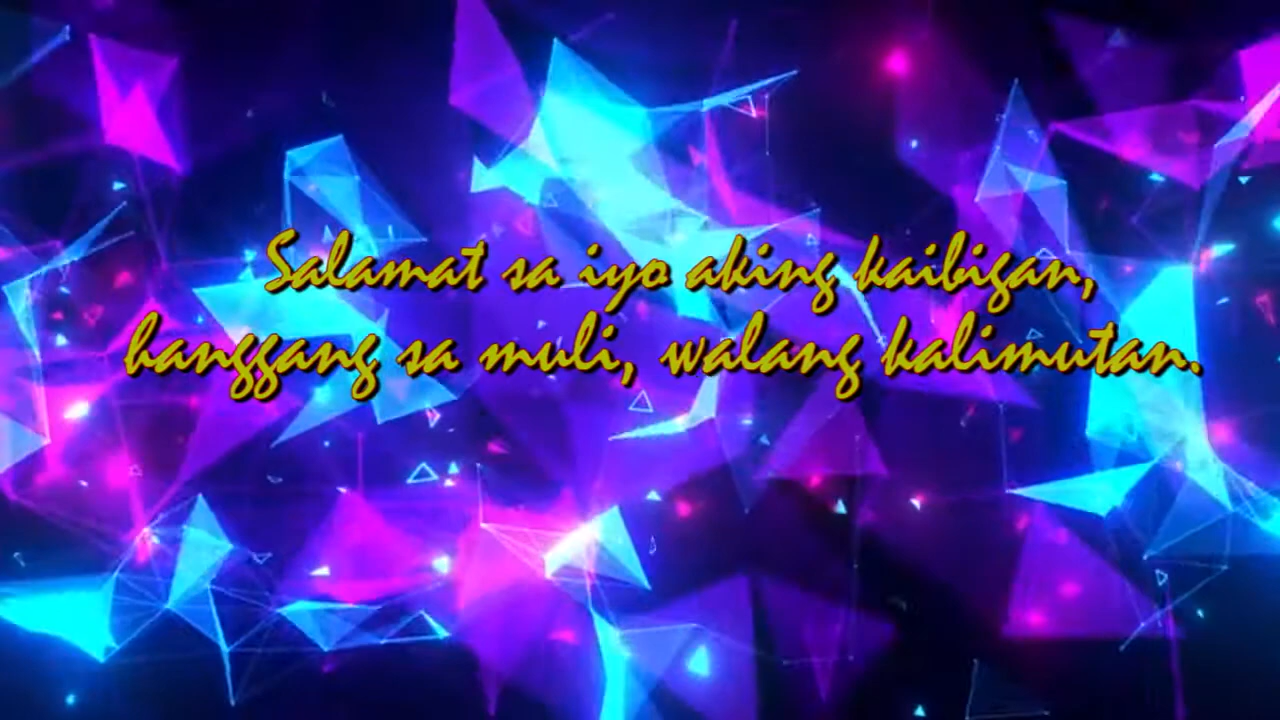 Salamat sa iyo aking kaibigan,
hanggang sa muli, walang kalimutan.